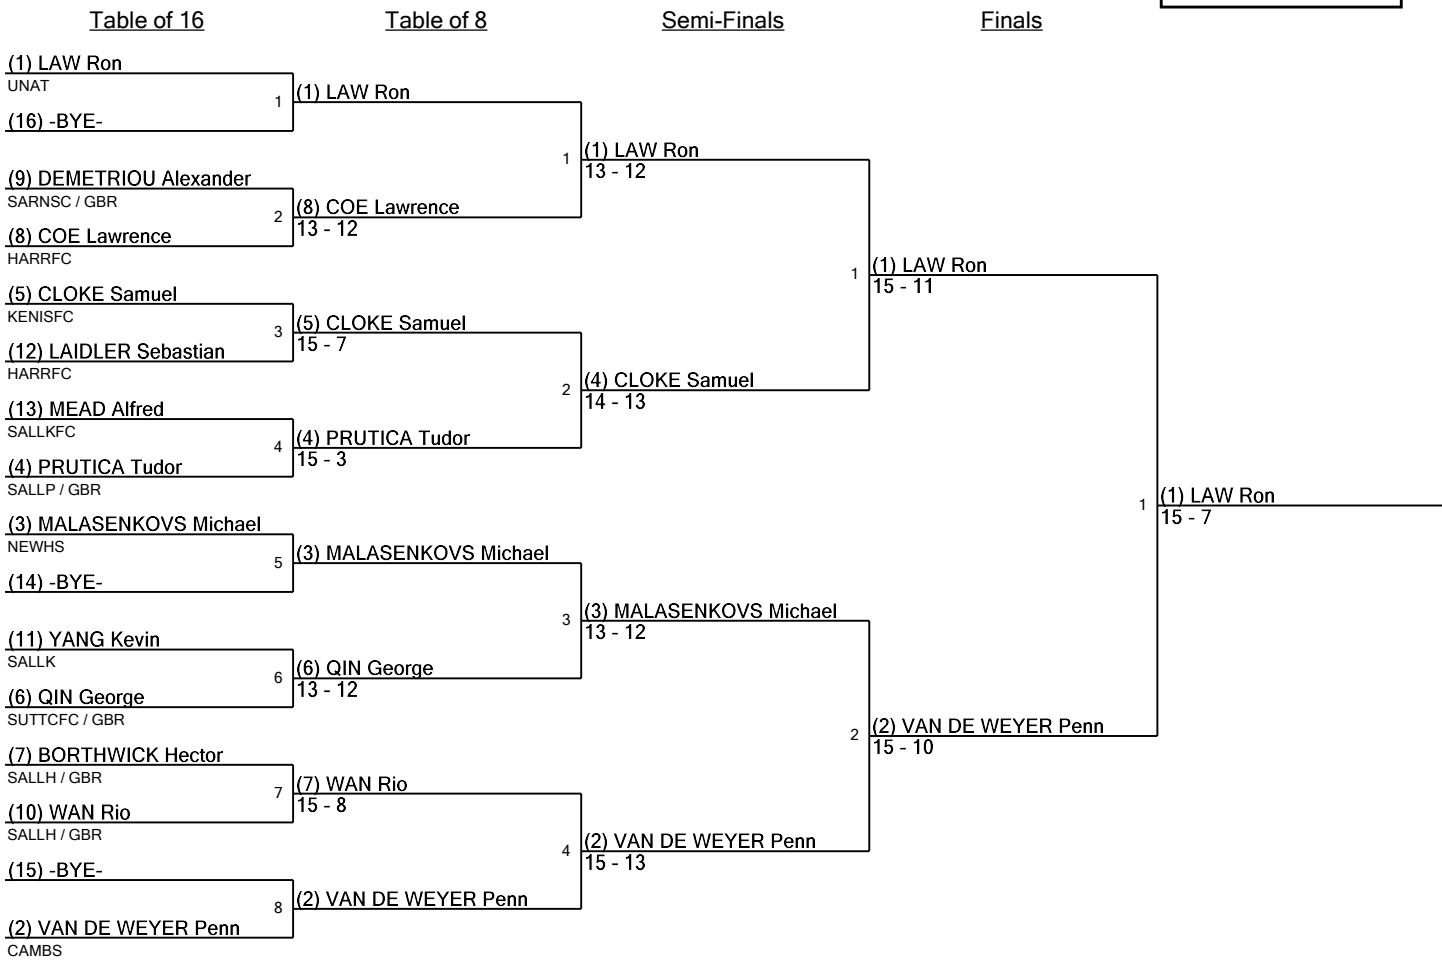 Table of 16
Table of 8
Semi-Finals
Finals
(1) LAW Ron
UNAT
(16) -BYE-
(9) DEMETRIOU Alexander
SARNSC / GBR
(8) COE Lawrence
HARRFC
(5) CLOKE Samuel
KENISFC
(12) LAIDLER Sebastian
HARRFC
(13) MEAD Alfred
SALLKFC
(4) PRUTICA Tudor
SALLP / GBR
(3) MALASENKOVS Michael
NEWHS
(14) -BYE-
(11) YANG Kevin
SALLK
(6) QIN George
SUTTCFC / GBR
(7) BORTHWICK Hector
SALLH / GBR
(10) WAN Rio
SALLH / GBR
(15) -BYE-
(2) VAN DE WEYER Penn
CAMBS
1
(1) LAW Ron
2
(8) COE Lawrence
13 - 12
3
(5) CLOKE Samuel
15 - 7
4
(4) PRUTICA Tudor
15 - 3
5
(3) MALASENKOVS Michael
6
(6) QIN George
13 - 12
7
(7) WAN Rio
15 - 8
8
(2) VAN DE WEYER Penn
1
(1) LAW Ron
13 - 12
2
(4) CLOKE Samuel
14 - 13
3
(3) MALASENKOVS Michael
13 - 12
4
(2) VAN DE WEYER Penn
15 - 13
1
(1) LAW Ron
15 - 11
2
(2) VAN DE WEYER Penn
15 - 10
1
(1) LAW Ron
15 - 7